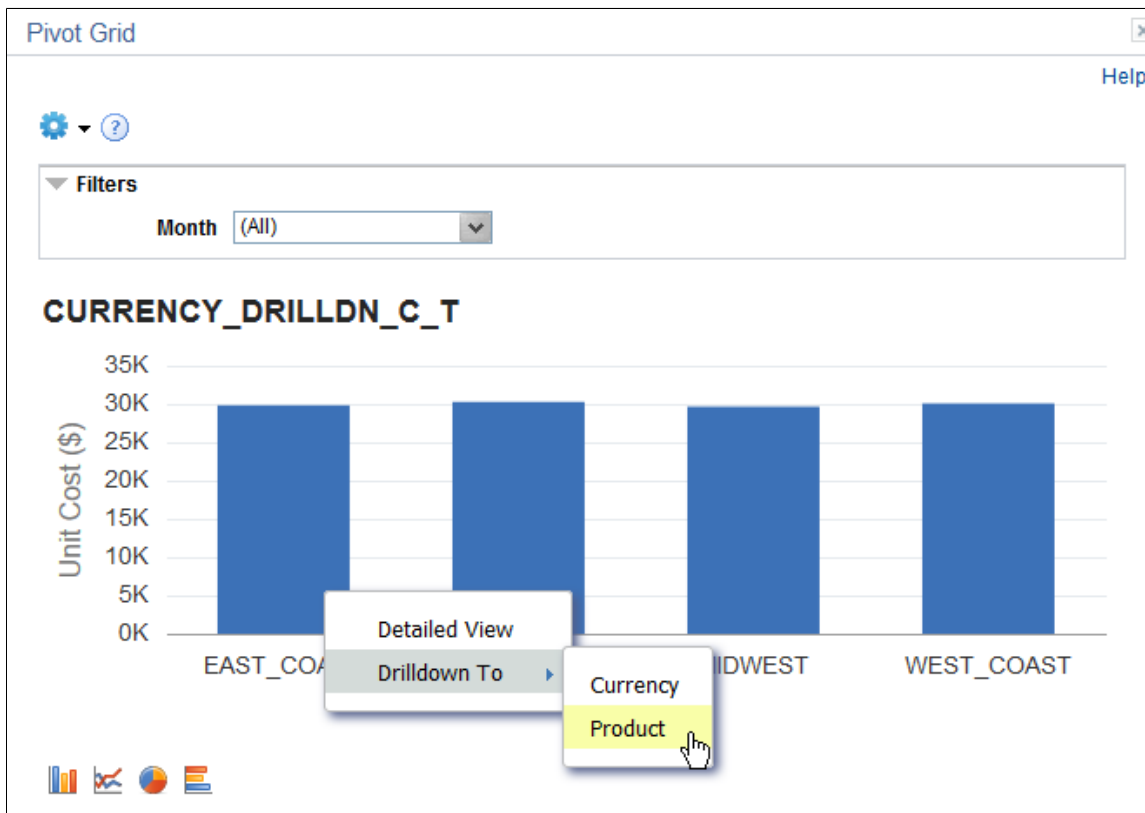 Pivot Grid
Help
?
Filters
Month (All)
CURRENCY_DRILLDN_C_T
35K
30K
25K
20K
15K
10K
5K
0K
Unit Cost ($)
Detailed View
Drilldown To
Currency
Product
WEST_COAST